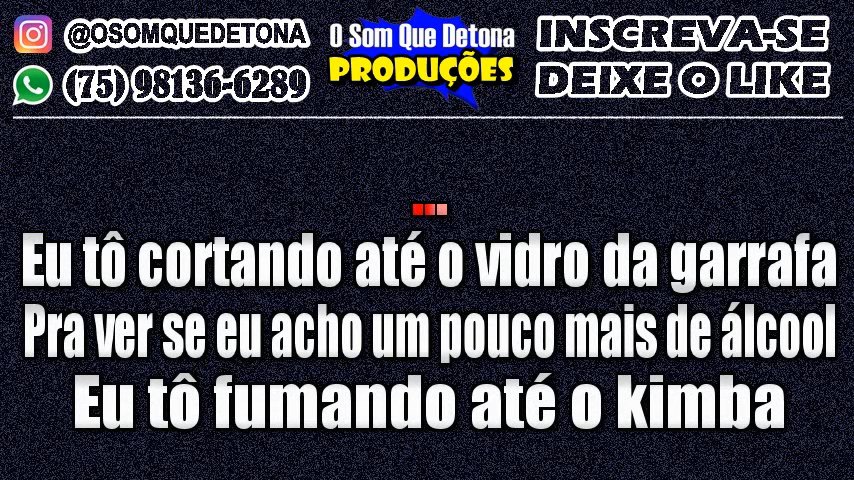 @OSOMQUEDETONA
(75) 98136-6289
O Som Que Detona
PRODUÇÕES
INSCREVA-SE
DEIXE O LIKE
Eu tô cortando até o vidro da garrafa
Pra ver se eu acho um pouco mais de álcool
Eu tô fumando até o kimba